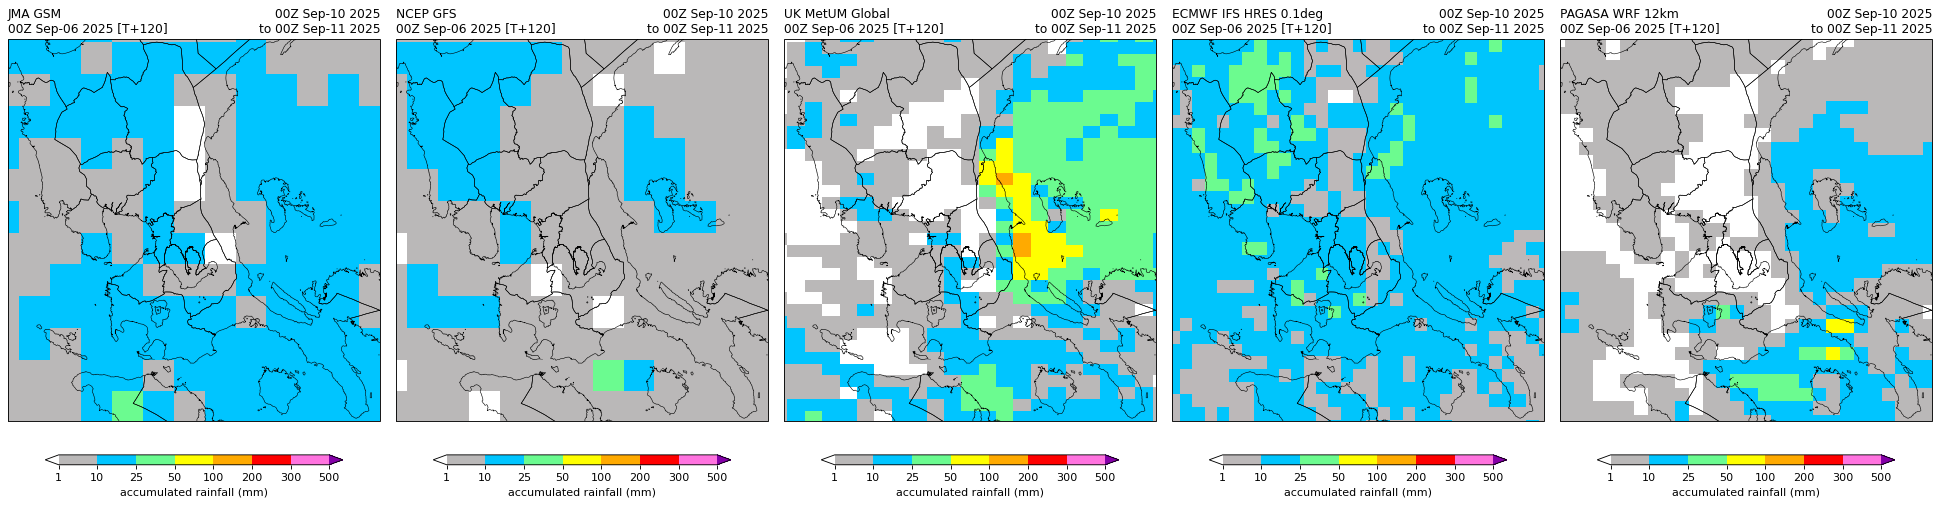 JMA GSM 00Z Sep-10 2025
00Z Sep-06 2025 [T+120] to 00Z Sep-11 2025
1 10 25 50 100 200 300 500
accumulated rainfall (mm)
NCEP GFS 00Z Sep-10 2025
00Z Sep-06 2025 [T+120] to 00Z Sep-11 2025
1 10 25 50 100 200 300 500
accumulated rainfall (mm)
UK MetUM Global 00Z Sep-10 2025
00Z Sep-06 2025 [T+120] to 00Z Sep-11 2025
1 10 25 50 100 200 300 500
accumulated rainfall (mm)
ECMWF IFS HRES 0.1deg 00Z Sep-10 2025
00Z Sep-06 2025 [T+120] to 00Z Sep-11 2025
1 10 25 50 100 200 300 500
accumulated rainfall (mm)
PAGASA WRF 12km 00Z Sep-10 2025
00Z Sep-06 2025 [T+120] to 00Z Sep-11 2025
1 10 25 50 100 200 300 500
accumulated rainfall (mm)